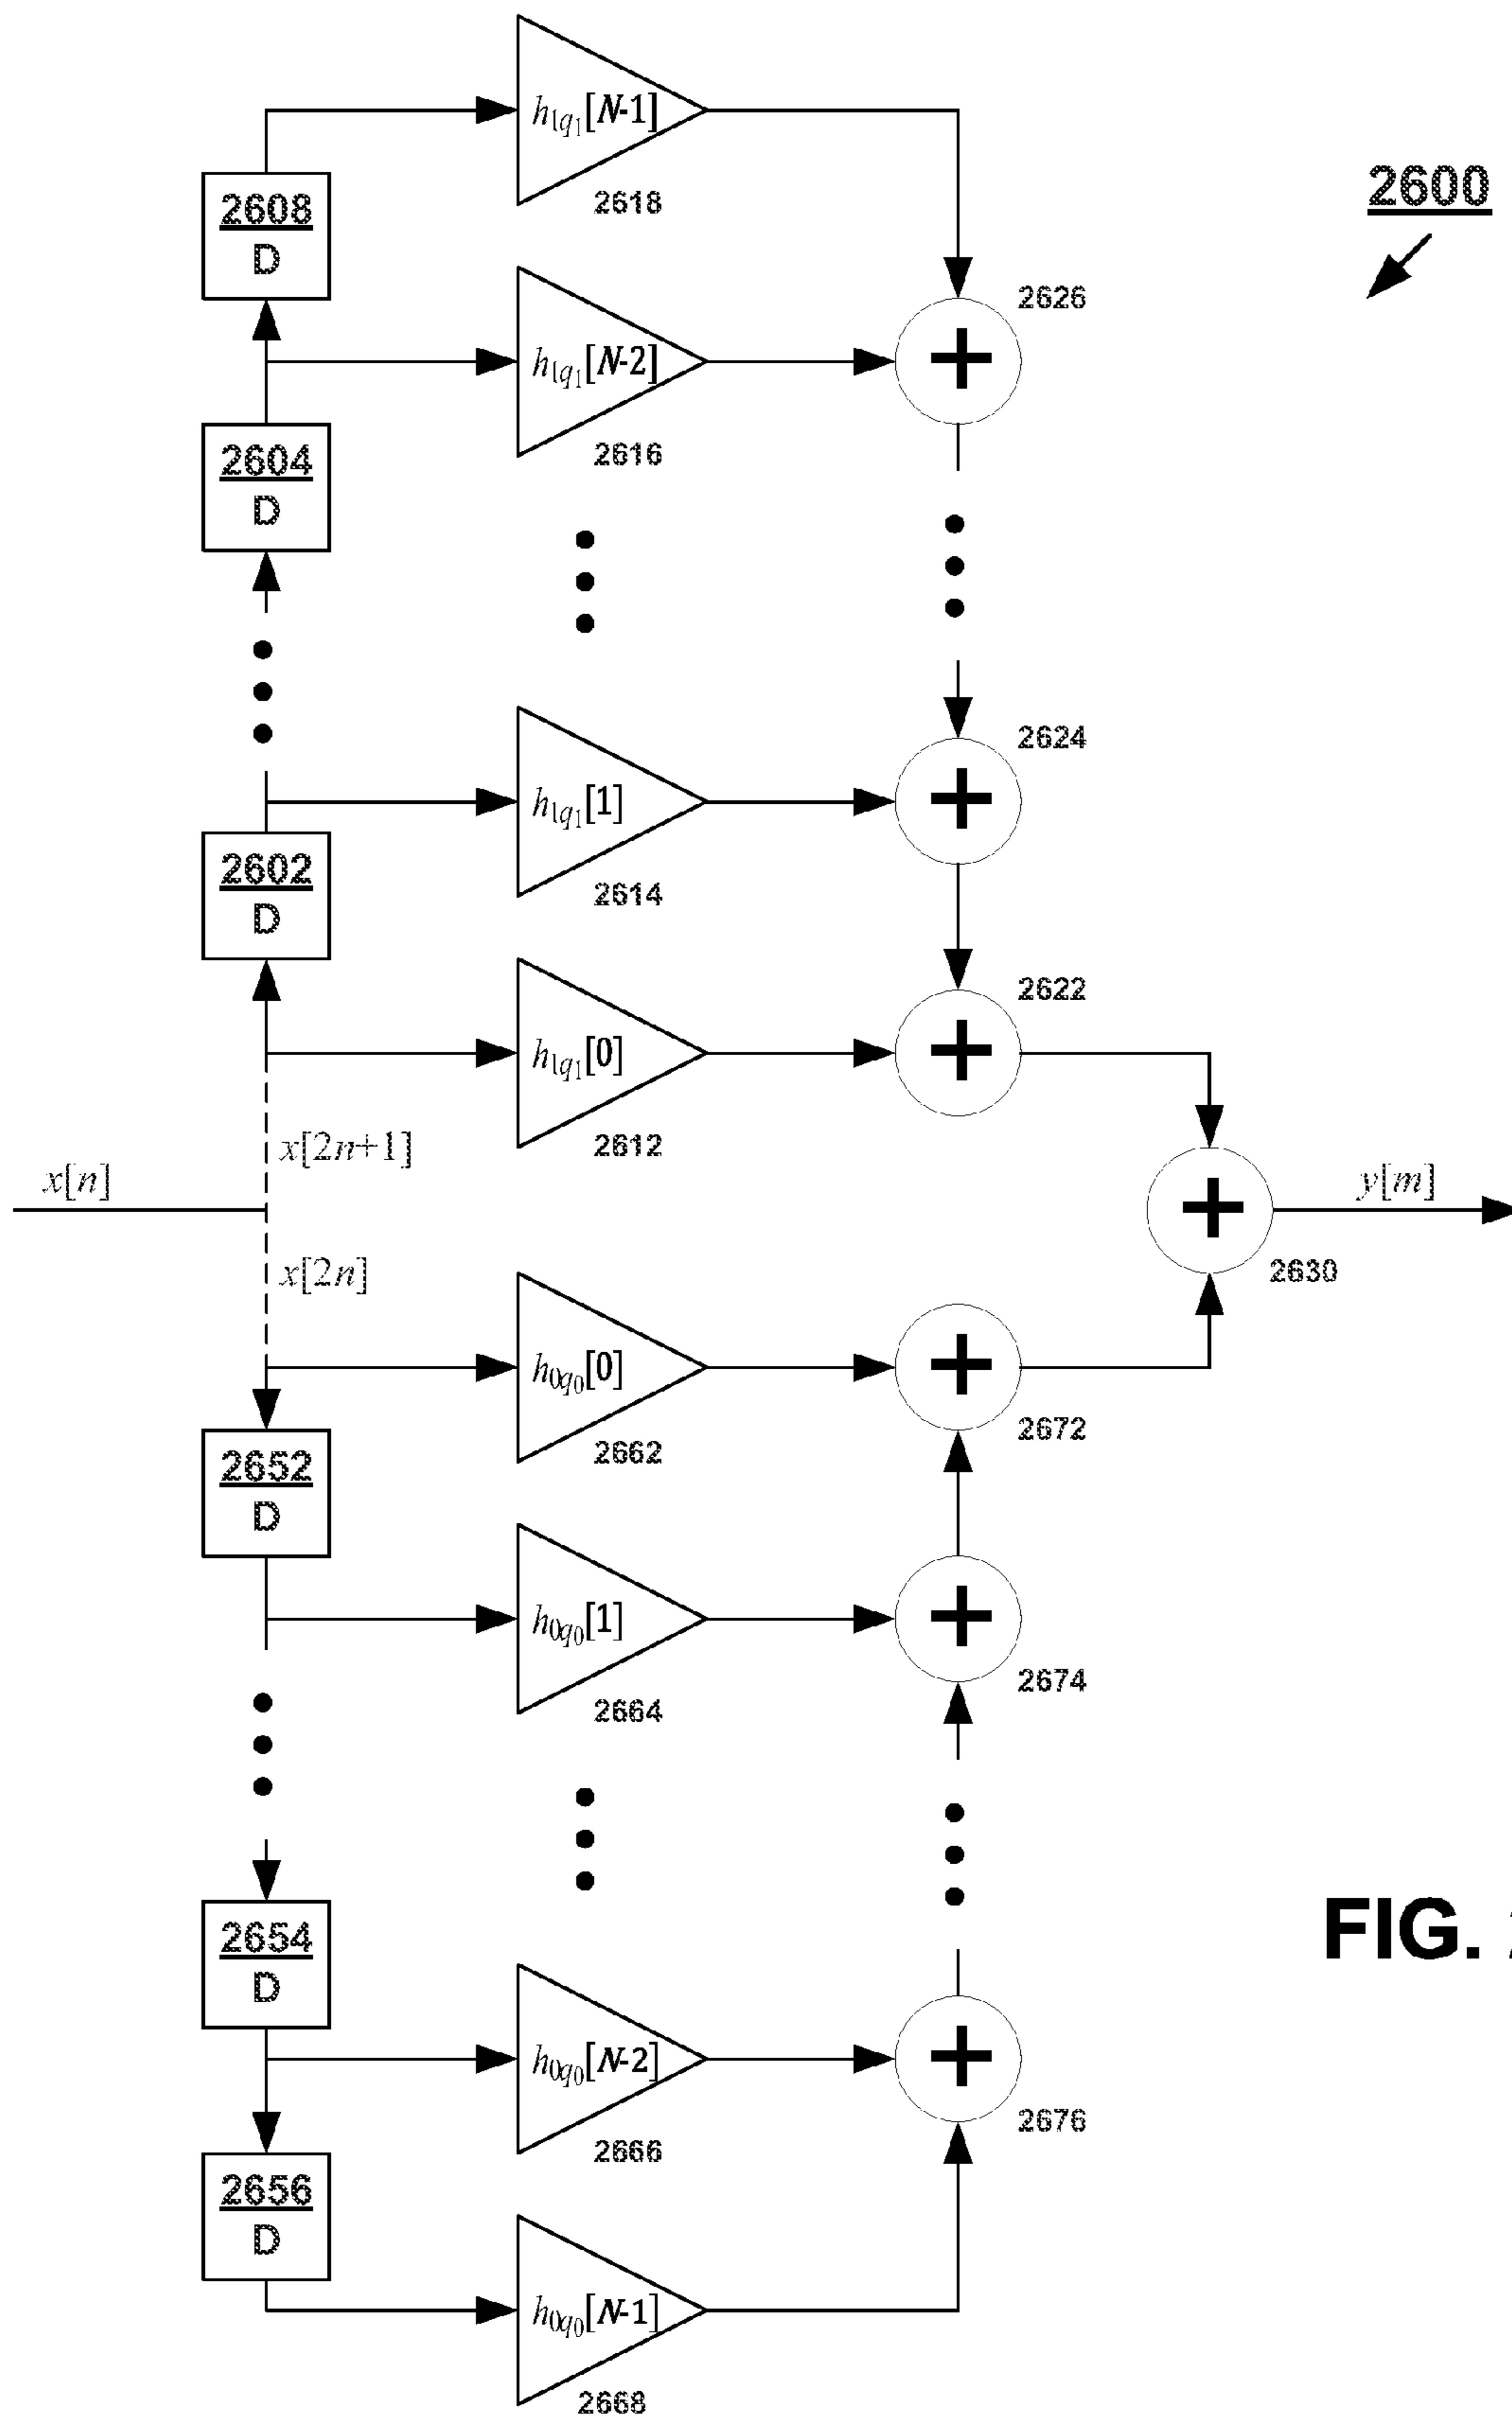 h1q1[N-1]
2618
2600
2608
D
2626
h1q1[N-2]
2616
2604
D
2624
h1q1[1]
2614
2602
D
2622
h1q1[0]
2612
x[2n+1]
x[n]
y[m]
x[2n]
2630
h0q0[0]
2662
2672
2652
D
h0q0[1]
2664
2674
2654
D
FIG.
h0q0[N-2]
2666
2676
2656
D
h0q0[N-1]
2668